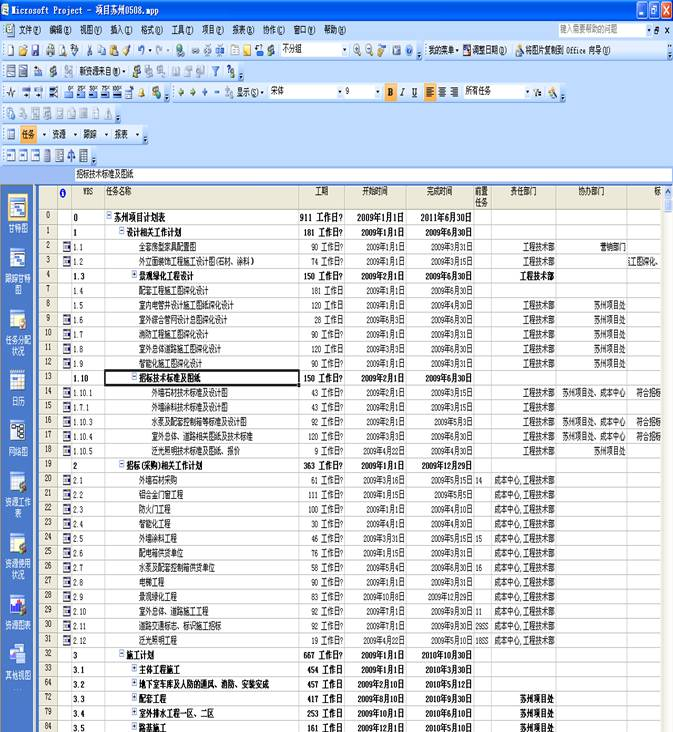 Microsoft Project - 项目苏州0508.mpp
文件(F) 编辑(E) 视图(V) 插入(I) 格式(O) 工具(T) 项目(P) 报表(R) 协作(C) 窗口(W) 帮助(H) 键入需要帮助的问题
不分组 我的菜单 调整日期(D) 将图片复制到 Office 向导(O)
新资源来自(B)
显示(S) 宋体 9 B I U 所有任务
任务 资源 跟踪 报表
招标技术标准及图纸
WBS 任务名称 工期 开始时间 完成时间 前置任务 责任部门 协办部门 标
0 0 苏州项目计划表 911 工作日? 2009年1月1日 2011年6月30日
1 1 设计相关工作计划 181 工作日? 2009年1月1日 2009年6月30日
2 1.1 全套房型家具配置图 90 工作日? 2009年1月1日 2009年3月31日 工程技术部 营销部门
3 1.2 外立面装饰工程施工设计图(石材、涂料) 74 工作日? 2009年1月1日 2009年3月15日 工程技术部
4 1.3 景观绿化工程设计 150 工作日? 2009年2月1日 2009年6月30日 工程技术部
7 1.4 配套工程施工图深化设计 181 工作日 2009年1月1日 2009年6月30日
8 1.5 室内电管井设计施工图纸深化设计 120 工作日 2009年1月1日 2009年4月30日 工程技术部 苏州项目处
9 1.6 室外综合管网设计总图深化设计 28 工作日 2009年6月3日 2009年6月30日 工程技术部 苏州项目处
10 1.7 消防工程施工图深化设计 90 工作日? 2009年1月1日 2009年3月31日 工程技术部 苏州项目处
11 1.8 室外总体道路施工图深化设计 120 工作日 2009年3月3日 2009年6月30日 工程技术部 苏州项目处
12 1.9 智能化施工图深化设计 90 工作日? 2009年1月1日 2009年3月31日 工程技术部 苏州项目处
13 1.10 招标技术标准及图纸 150 工作日? 2009年2月1日 2009年6月30日
14 1.10.1 外墙石材技术标准及设计图 43 工作日? 2009年2月1日 2009年3月15日 工程技术部 苏州项目处、成本中心 符合招标
15 1.7.1 外墙涂料技术标准及设计图 43 工作日? 2009年2月1日 2009年3月15日 工程技术部
16 1.10.3 水泵及配套控制箱等标准及设计图 92 工作日? 2009年2月1日 2009年5月3日 工程技术部 苏州项目处、成本中心 符合招标
17 1.10.4 室外总体、道路相关图纸及技术标准 120 工作日? 2009年3月3日 2009年6月30日 工程技术部 苏州项目处、成本中心 符合招标
18 1.10.5 泛光照明技术标准及图纸、报价 9 工作日? 2009年4月22日 2009年4月30日 工程技术部 苏州项目处
19 2 招标(采购)相关工作计划 363 工作日? 2009年1月1日 2009年12月29日
20 2.1 外墙石材采购 61 工作日? 2009年3月16日 2009年5月15日 14 成本中心,工程技术部
21 2.2 铝合金门窗工程 111 工作日? 2009年1月15日 2009年5月5日 成本中心,工程技术部
22 2.3 防火门工程 100 工作日? 2009年1月1日 2009年4月10日 成本中心,工程技术部
23 2.4 智能化工程 30 工作日? 2009年4月1日 2009年4月30日 成本中心,工程技术部
24 2.5 外墙涂料工程 46 工作日? 2009年3月31日 2009年5月15日 15 成本中心,工程技术部
25 2.6 配电箱供货单位 76 工作日? 2009年1月15日 2009年3月31日 成本中心,工程技术部
26 2.7 水泵及配套控制箱供货单位 58 工作日? 2009年5月4日 2009年6月30日 16 成本中心,工程技术部
27 2.8 电梯工程 90 工作日? 2009年1月1日 2009年3月31日 成本中心,工程技术部
28 2.9 景观绿化工程 83 工作日? 2009年10月8日 2009年12月29日 成本中心,工程技术部
29 2.10 室外总体、道路施工工程 92 工作日? 2009年7月1日 2009年9月30日 11 成本中心,工程技术部
30 2.11 道路交通标志、标识施工招标 92 工作日? 2009年7月1日 2009年9月30日 29SS 成本中心,工程技术部
31 2.12 泛光照明工程 19 工作日? 2009年4月22日 2009年5月10日 18SS 成本中心,工程技术部
32 3 施工计划 667 工作日? 2009年1月1日 2010年10月30日
33 3.1 主体工程施工 454 工作日 2009年1月1日 2010年3月30日
64 3.2 地下室车库及人防的通风、消防、安装安成 457 工作日 2009年2月10日 2010年5月12日
72 3.3 配套工程 417 工作日? 2009年8月10日 2010年9月30日 苏州项目处
79 3.4 室外排水工程一区、二区 253 工作日? 2009年10月1日 2010年6月10日 苏州项目处
84 3.5 路基施工 161 工作日? 2009年12月1日 2010年5月10日 苏州项目处
甘特图
跟踪甘特图
任务分配状况
日历
网络图
资源工作表
资源使用状况
资源图表
其他视图...